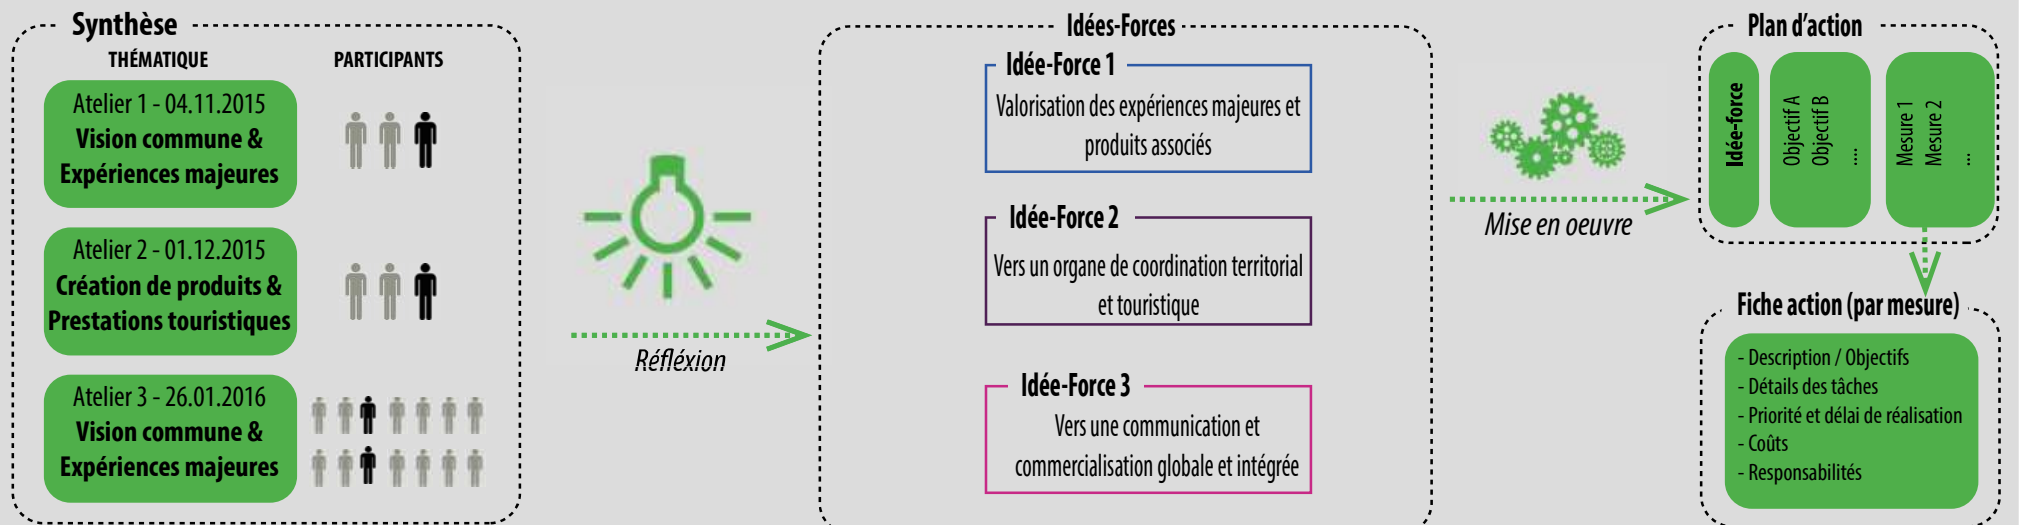 Synthèse
THÉMATIQUE
PARTICIPANTS
Atelier 1 - 04.11.2015
Vision commune &
Expériences majeures
Atelier 2 - 01.12.2015
Création de produits &
Prestations touristiques
Atelier 3 - 26.01.2016
Vision commune &
Expériences majeures
Réfléxion
Idées-Forces
Idée-Force 1
Valorisation des expériences majeures et
produits associés
Idée-Force 2
Vers un organe de coordination territorial
et touristique
Idée-Force 3
Vers une communication et
commercialisation globale et intégrée
Mise en oeuvre
Plan d'action
Idée-force
Objectif A
Objectif B
....
Mesure 1
Mesure 2
...
Fiche action (par mesure)
- Description / Objectifs
- Détails des tâches
- Priorité et délai de réalisation
- Coûts
- Responsabilités